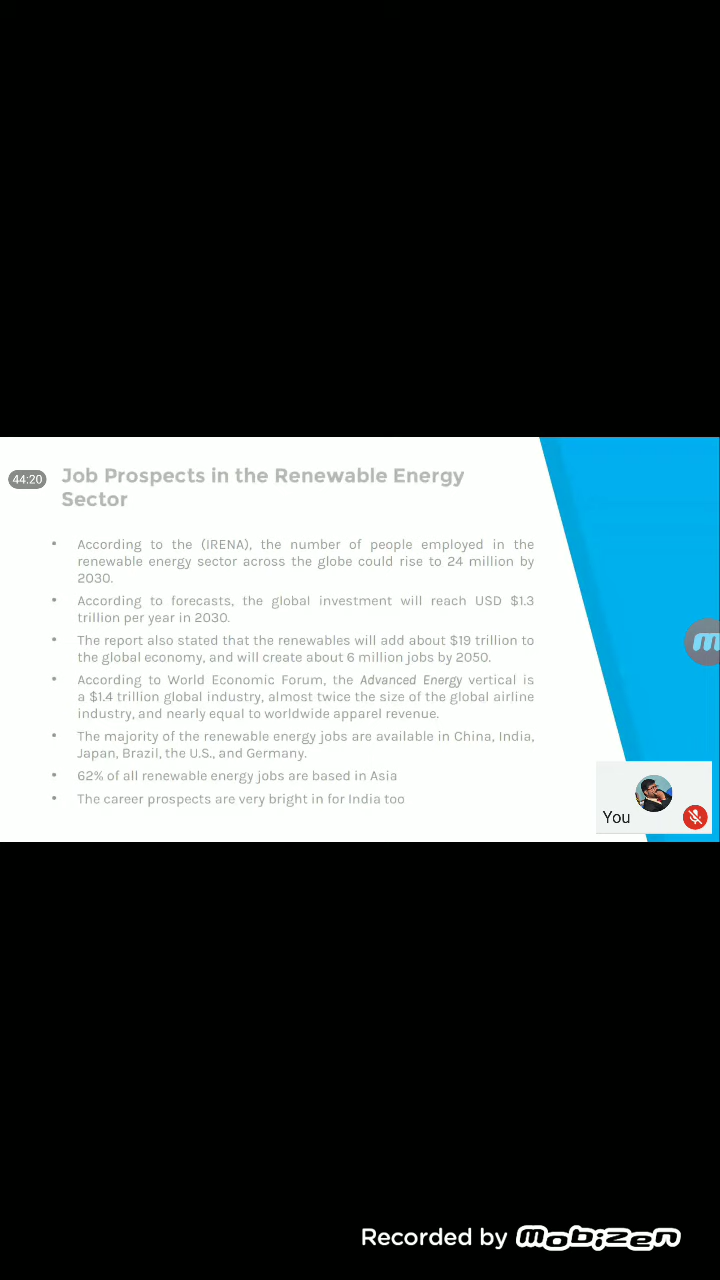 44:20
Job Prospects in the Renewable Energy
Sector
• According to the (IRENA), the number of people employed in the
renewable energy sector across the globe could rise to 24 million by
2030.
• According to forecasts, the global investment will reach USD $1.3
trillion per year in 2030.
• The report also stated that the renewables will add about $19 trillion to
the global economy, and will create about 6 million jobs by 2050.
• According to World Economic Forum, the Advanced Energy vertical is
a $1.4 trillion global industry, almost twice the size of the global airline
industry, and nearly equal to worldwide apparel revenue.
• The majority of the renewable energy jobs are available in China, India,
Japan, Brazil, the U.S., and Germany.
• 62% of all renewable energy jobs are based in Asia
• The career prospects are very bright in for India too
m
You
Recorded by mobizen